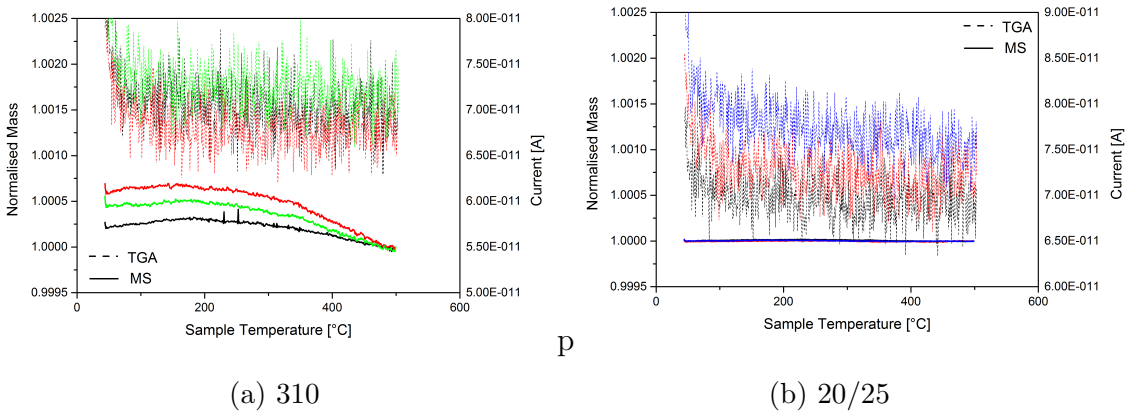 1.0025
1.0020
1.0015
1.0010
1.0005
1.0000
0.9995
Normalised Mass
8.00E-011
7.50E-011
7.00E-011
6.50E-011
6.00E-011
5.50E-011
5.00E-011
Current [A]
TGA
MS
0 200 400 600
Sample Temperature [°C]
1.0025
1.0020
1.0015
1.0010
1.0005
1.0000
0.9995
Normalised Mass
9.00E-011
8.50E-011
8.00E-011
7.50E-011
7.00E-011
6.50E-011
6.00E-011
Current [A]
TGA
MS
0 200 400 600
Sample Temperature [°C]
p
(a) 310
(b) 20/25